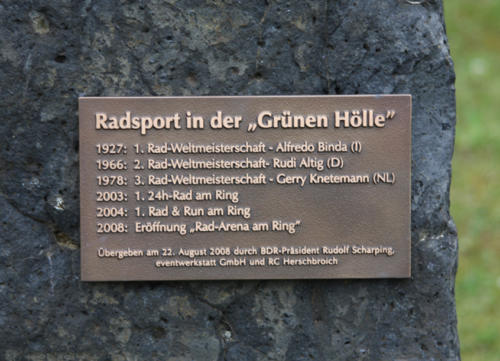 Radsport in der „Grünen Hölle"
1927: 1. Rad-Weltmeisterschaft - Alfredo Binda (I)
1966: 2. Rad-Weltmeisterschaft- Rudi Altig (D)
1978: 3. Rad-Weltmeisterschaft - Gerry Knetemann (NL)
2003: 1. 24h-Rad am Ring
2004: 1. Rad & Run am Ring
2008: Eröffnung „Rad-Arena am Ring"
Übergeben am 22. August 2008 durch BDR-Präsident Rudolf Scharping,
eventwerkstatt GmbH und RC Herschbroich